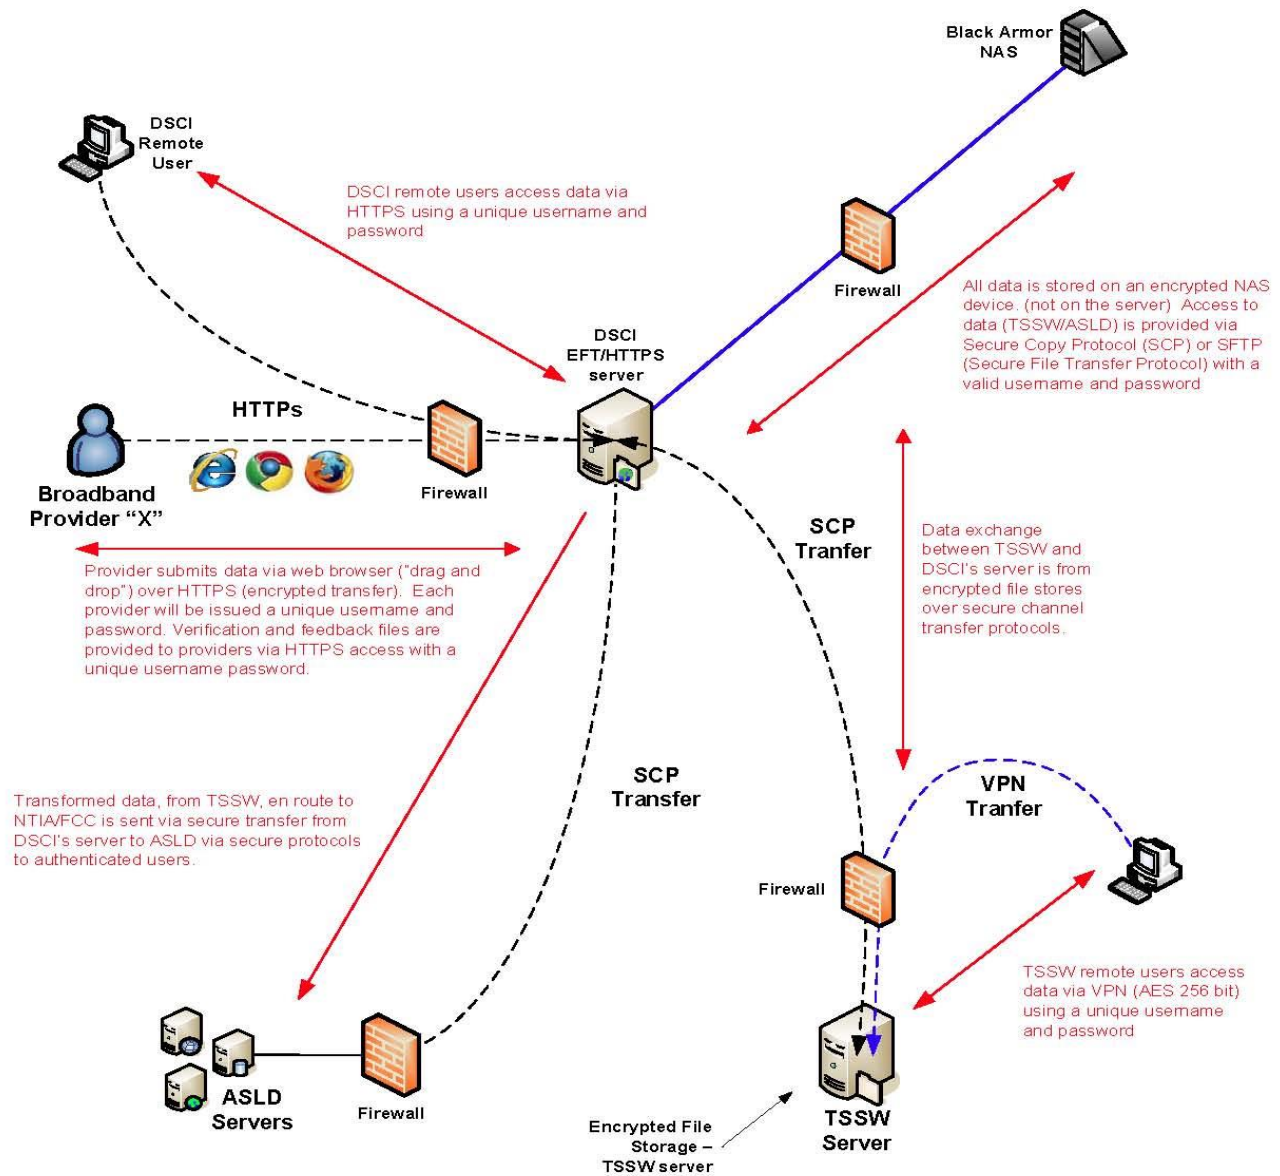 Black Armor
NAS
DSCI
Remote
User
DSCI remote users access data via
HTTPS using a unique username and
password
Firewall
All data is stored on an encrypted NAS
device. (not on the server)  Access to
data (TSSW/ASLD) is provided via
Secure Copy Protocol (SCP) or SFTP
(Secure File Transfer Protocol) with a
valid username and password
DSCI
EFT/HTTPS
server
HTTPs
Firewall
Broadband
Provider “X”
Provider submits data via web browser (“drag and
drop”) over HTTPS (encrypted transfer).  Each
provider will be issued a unique username and
password. Verification and feedback files are
provided to providers via HTTPS access with a
unique username password.
SCP
Tranfer
Data exchange
between TSSW and
DSCI’s server is from
encrypted file stores
over secure channel
transfer protocols.
SCP
Transfer
VPN
Tranfer
Transformed data, from TSSW, en route to
NTIA/FCC is sent via secure transfer from
DSCI’s server to ASLD via secure protocols
to authenticated users.
Firewall
TSSW remote users access
data via VPN (AES 256 bit)
using a unique username
and password
ASLD
Servers
Firewall
TSSW
Server
Encrypted File
Storage –
TSSW server